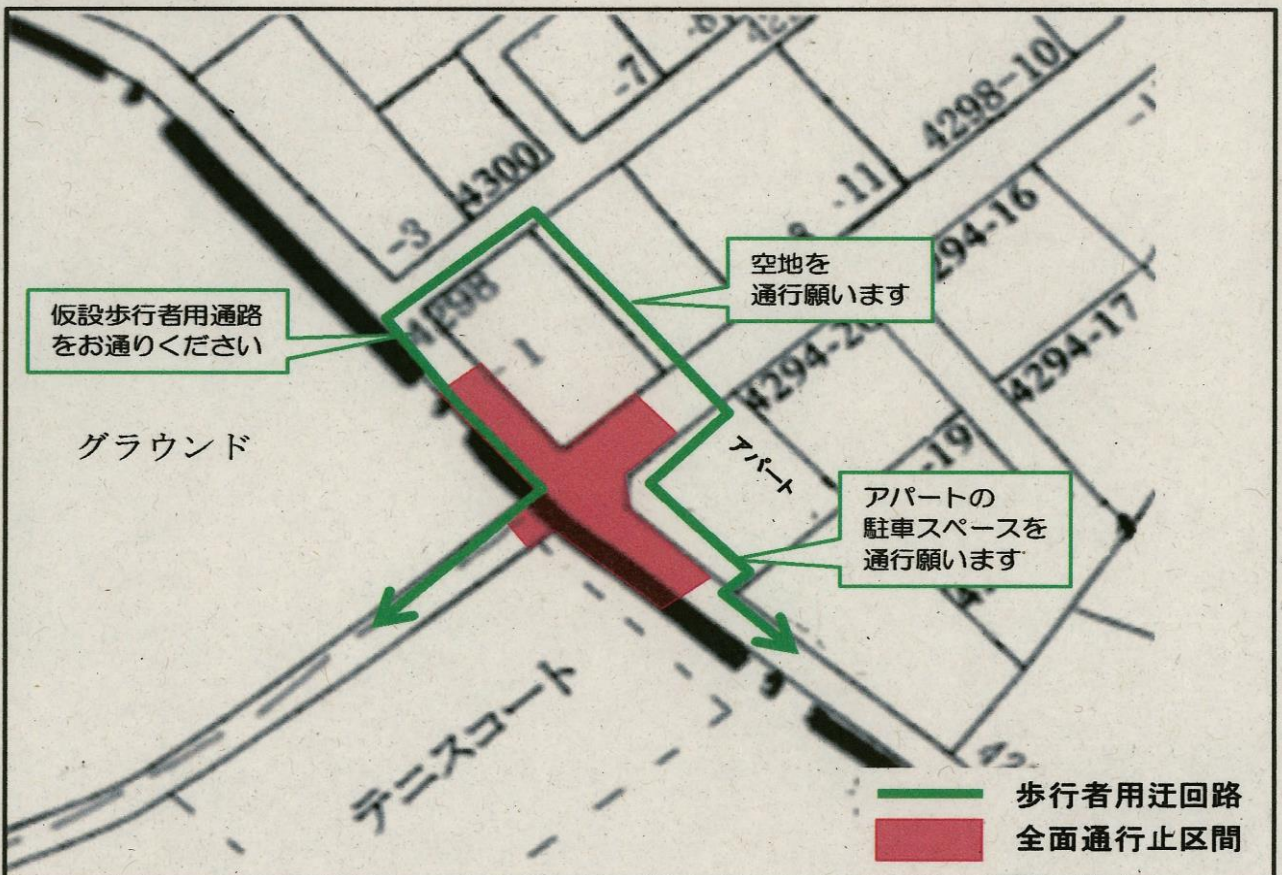 -6
-7
4298-10
4300
-11
-3
294-16
空地を
通行願います
4298
仮設歩行者用通路
をお通りください
-1
4294-17
4294-20
グラウンド
アパート
-19
アパートの
駐車スペースを
通行願います
テニスコート
歩行者用迂回路
全面通行止区間